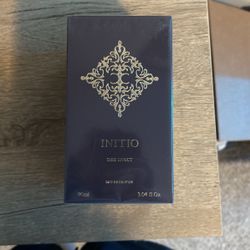 INITIO
SIDE EFFECT
EAU DE PARFUM
90ml 3.04 fl.Oz